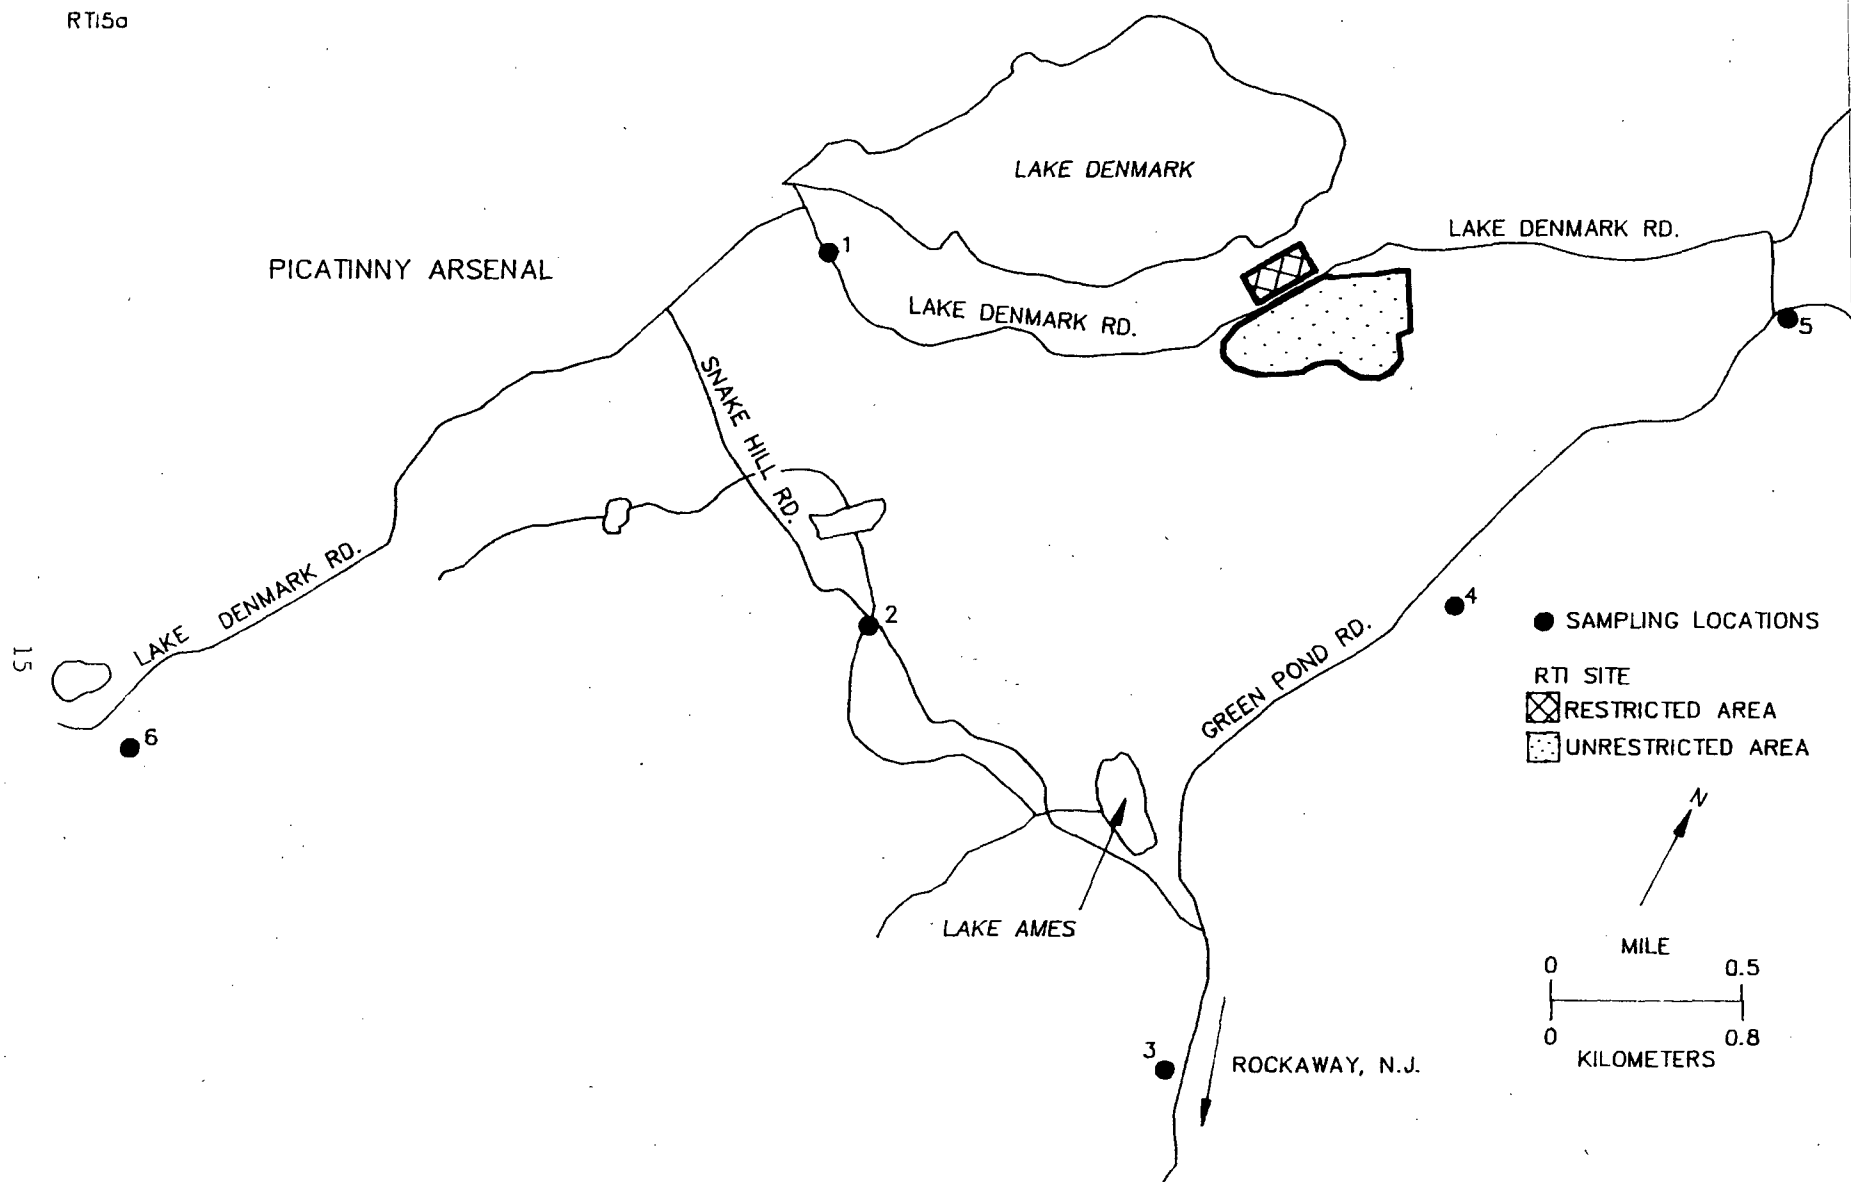 RTI5a
LAKE DENMARK
LAKE DENMARK RD.
1
PICATINNY ARSENAL
LAKE DENMARK RD.
5
SNAKE HILL RD.
LAKE DENMARK RD.
2
4
SAMPLING LOCATIONS
15
GREEN POND RD.
RTI SITE
RESTRICTED AREA
UNRESTRICTED AREA
6
N
LAKE AMES
MILE
0 0.5
0 0.8
KILOMETERS
3
ROCKAWAY, N.J.